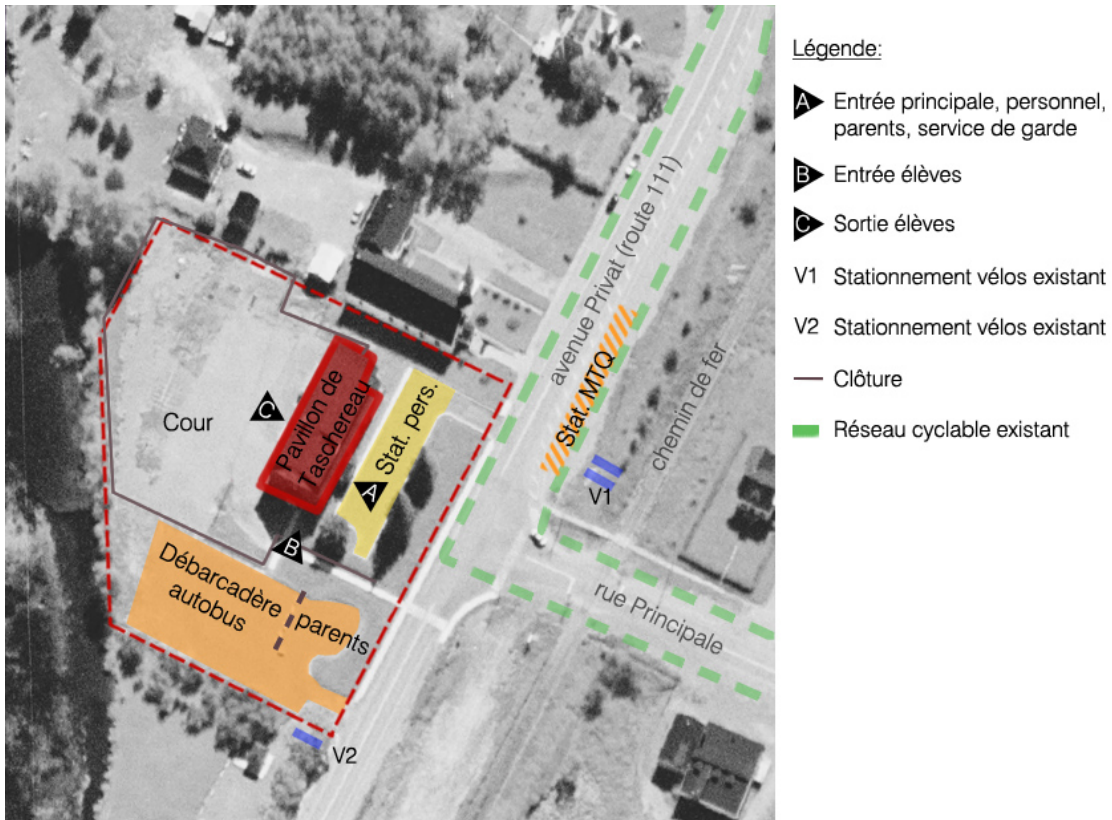 Légende:
A Entrée principale, personnel,
parents, service de garde
B Entrée élèves
C Sortie élèves
V1 Stationnement vélos existant
V2 Stationnement vélos existant
Clôture
Réseau cyclable existant
avenue Privat (route 111)
Stat. MTQ
chemin de fer
V1
rue Principale
Cour
C
Pavillon de
Taschereau
Stat. pers.
A
B
Débarcadère
autobus
parents
V2